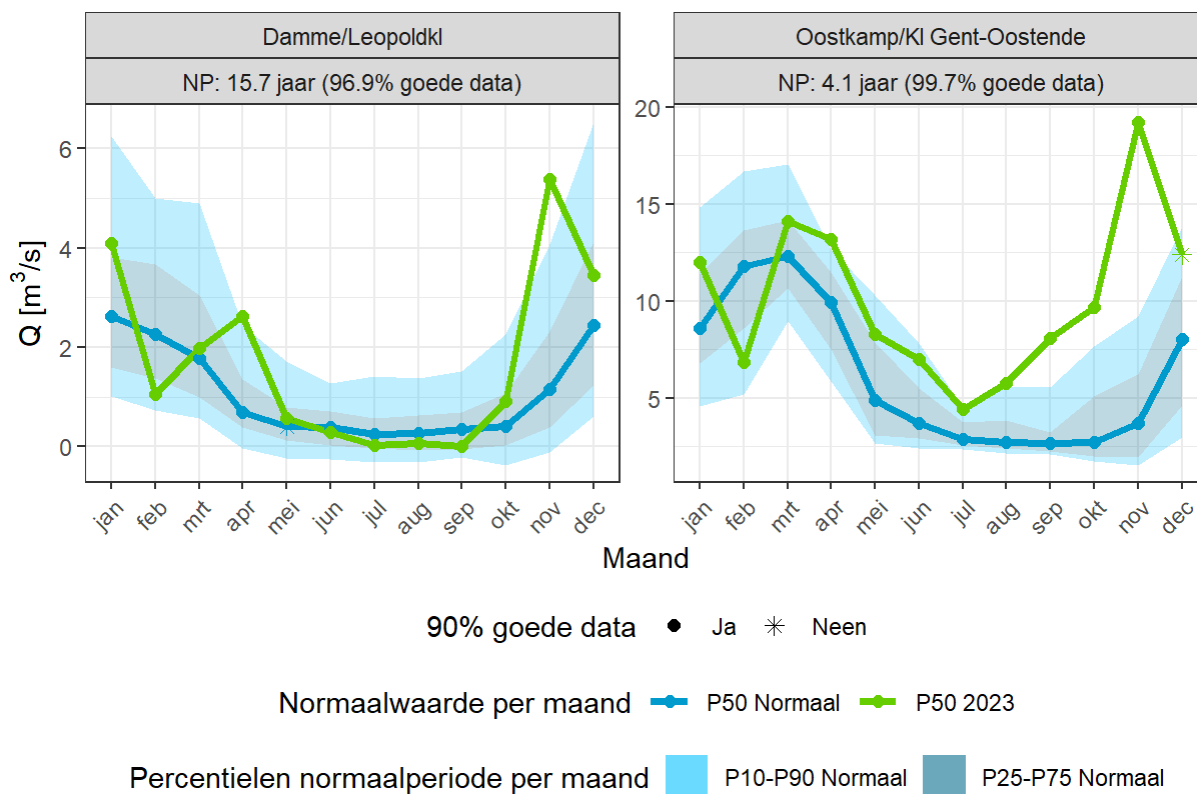 Damme/Leopoldkl
NP: 15.7 jaar (96.9% goede data)
Oostkamp/Kl Gent-Oostende
NP: 4.1 jaar (99.7% goede data)
Q [m³/s]
6
4
2
0
20
15
10
5
jan feb mrt apr mei jun jul aug sep okt nov dec
jan feb mrt apr mei jun jul aug sep okt nov dec
Maand
90% goede data Ja Neen
Normaalwaarde per maand P50 Normaal P50 2023
Percentielen normaalperiode per maand P10-P90 Normaal P25-P75 Normaal